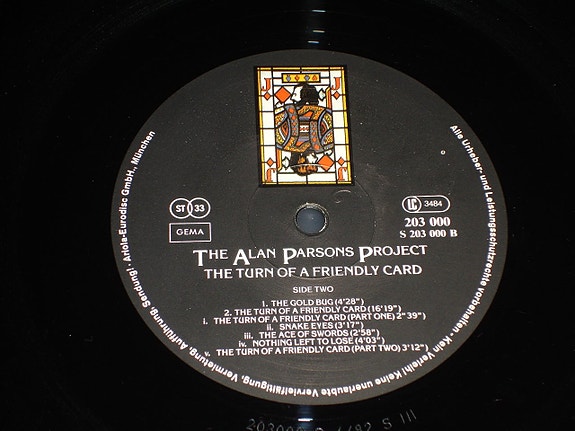 J
J
ST 33
GEMA
LC 3484
203 000
S 203 000 B
THE ALAN PARSONS PROJECT
THE TURN OF A FRIENDLY CARD
SIDE TWO
1. THE GOLD BUG (4'28")
2. THE TURN OF A FRIENDLY CARD (16'19")
i. THE TURN OF A FRIENDLY CARD (PART ONE) 2"39")
ii. SNAKE EYES (3'17")
iii. THE ACE OF SWORDS (2'58")
iv. NOTHING LEFT TO LOSE (4'03")
v. THE TURN OF A FRIENDLY CARD (PART TWO) 3'12")
Alle Urheber- und Leistungsschutzrechte vorbehalten · Kein Verleih! Keine unerlaubte Vervielfältigung, Vermietung, Aufführung, Sendung! · Ariola-Eurodisc GmbH, München
S III